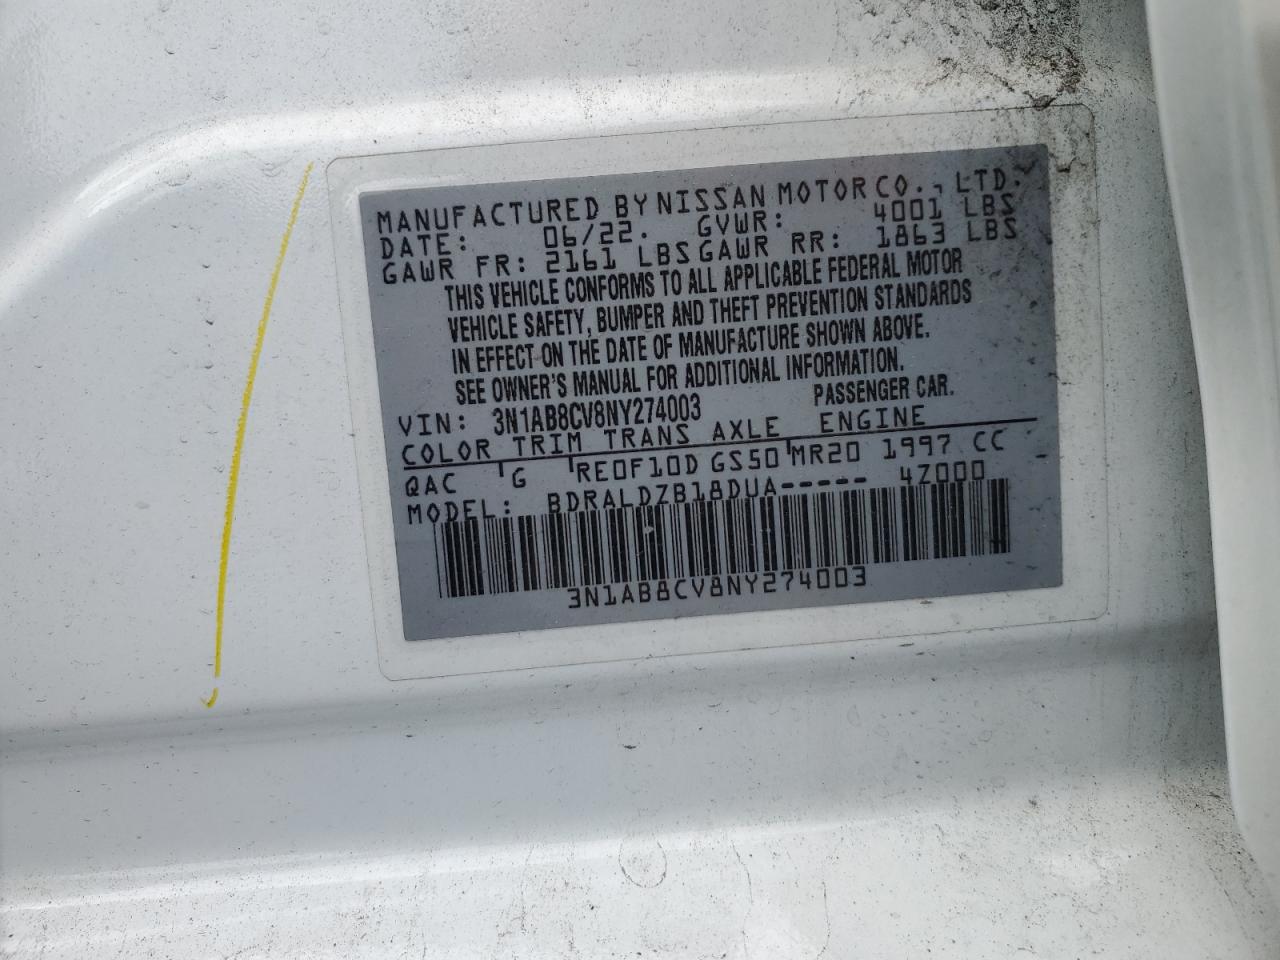 MANUFACTURED BY NISSAN MOTOR CO., LTD.
DATE: 06/22. GVWR: 4001 LBS
GAWR FR: 2161 LBS GAWR RR: 1863 LBS
THIS VEHICLE CONFORMS TO ALL APPLICABLE FEDERAL MOTOR
VEHICLE SAFETY, BUMPER AND THEFT PREVENTION STANDARDS
IN EFFECT ON THE DATE OF MANUFACTURE SHOWN ABOVE.
SEE OWNER'S MANUAL FOR ADDITIONAL INFORMATION.
VIN: 3N1AB8CV8NY274003 PASSENGER CAR.
COLOR TRIM TRANS AXLE ENGINE
QAC G RE0F10D GS50 MR20 1997 CC
MODEL: BDRALDZB18DUA----- 4Z000
3N1AB8CV8NY274003